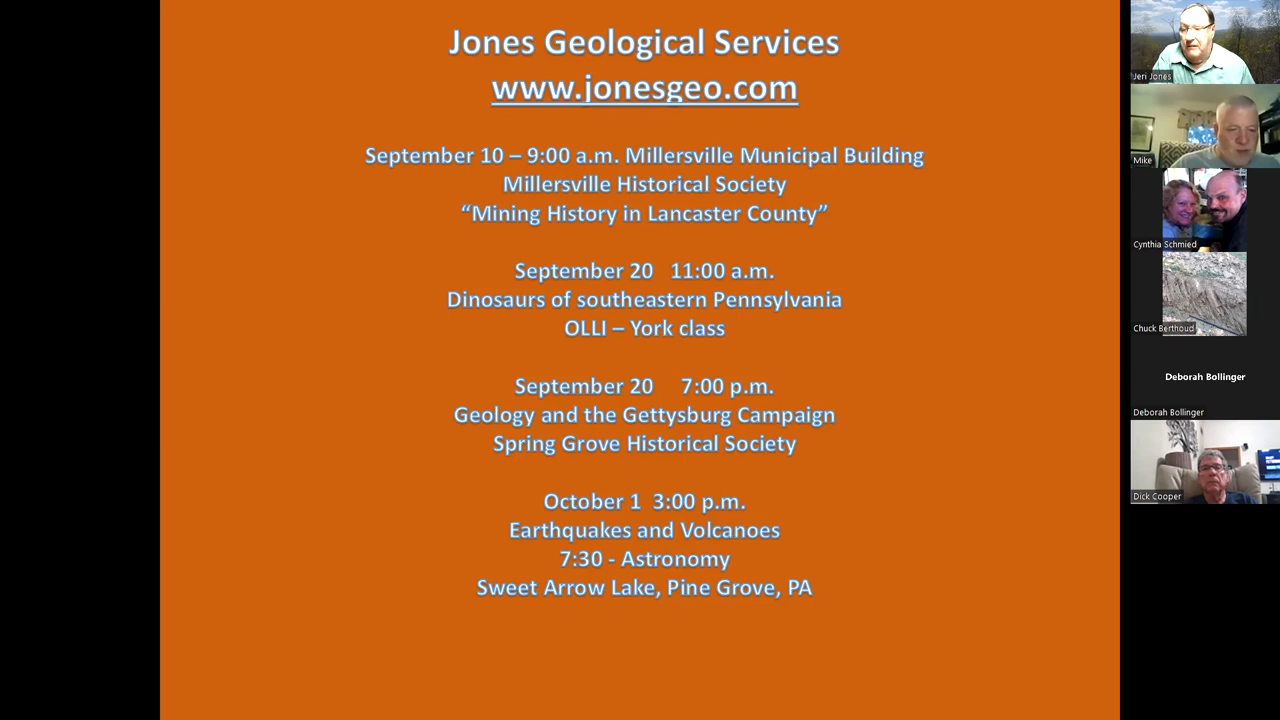 Jones Geological Services
www.jonesgeo.com
September 10 – 9:00 a.m. Millersville Municipal Building
Millersville Historical Society
“Mining History in Lancaster County”
September 20 11:00 a.m.
Dinosaurs of southeastern Pennsylvania
OLLI – York class
September 20 7:00 p.m.
Geology and the Gettysburg Campaign
Spring Grove Historical Society
October 1 3:00 p.m.
Earthquakes and Volcanoes
7:30 - Astronomy
Sweet Arrow Lake, Pine Grove, PA
Jeri Jones
Mike
Cynthia Schmied
Chuck Berthoud
Deborah Bollinger
Deborah Bollinger
Dick Cooper